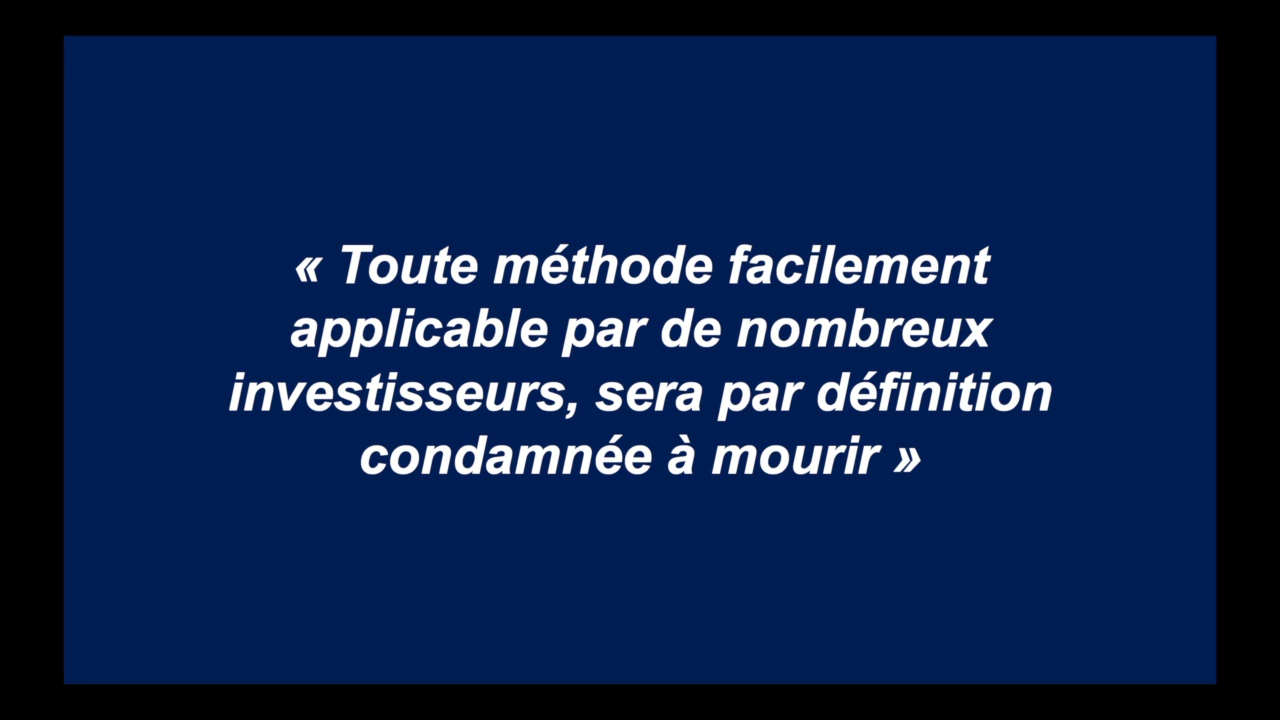 « Toute méthode facilement
applicable par de nombreux
investisseurs, sera par définition
condamnée à mourir »